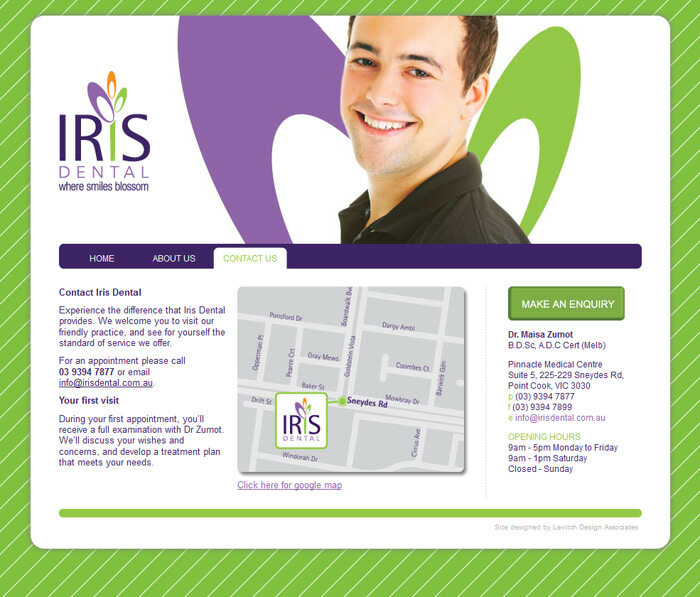 IRIS
DENTAL
where smiles blossom
HOME
ABOUT US
CONTACT US
Contact Iris Dental
Experience the difference that Iris Dental
provides. We welcome you to visit our
friendly practice, and see for yourself the
standard of service we offer.
For an appointment please call
03 9394 7877 or email
info@irisdental.com.au.
Your first visit
During your first appointment, you'll
receive a full examination with Dr Zumot.
We'll discuss your wishes and
concerns, and develop a treatment plan
that meets your needs.
Ponsford Dr
Boardwalk Bvd
Dargy Ambl
Opperman Pl
Pearce Cct.
Gray Mews
Goldstein Vista
Coombes Ct
Barwick Gdn
Baker St
Drift St
Sneydes Rd
Mowbray Dr
IRIS
DENTAL
Cirrus Ave
Windorah Dr
Click here for google map
MAKE AN ENQUIRY
Dr. Maisa Zumot
B.D.Sc, A.D.C Cert (Melb)
Pinnacle Medical Centre
Suite 5, 225-229 Sneydes Rd,
Point Cook, VIC 3030
p (03) 9394 7877
f (03) 9394 7899
e info@irisdental.com.au
OPENING HOURS
9am - 5pm Monday to Friday
9am - 1pm Saturday
Closed - Sunday
Site designed by Levitch Design Associates